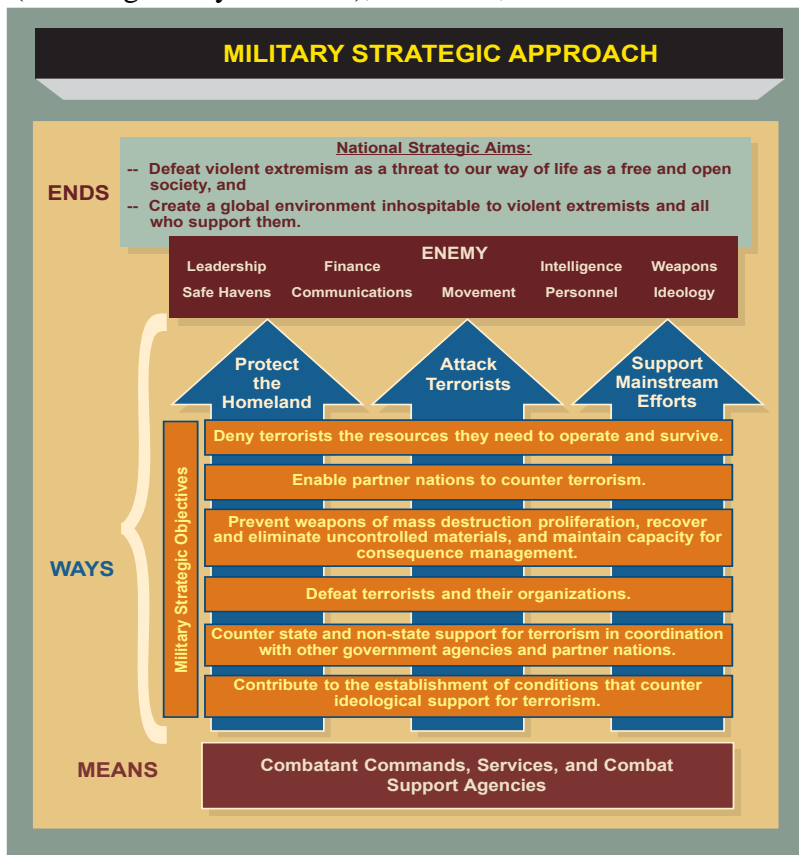 MILITARY STRATEGIC APPROACH
ENDS
National Strategic Aims:
-- Defeat violent extremism as a threat to our way of life as a free and open
society, and
-- Create a global environment inhospitable to violent extremists and all
who support them.
ENEMY
Leadership Finance Intelligence Weapons
Safe Havens Communications Movement Personnel Ideology
WAYS
Protect
the
Homeland
Attack
Terrorists
Support
Mainstream
Efforts
Military Strategic Objectives
Deny terrorists the resources they need to operate and survive.
Enable partner nations to counter terrorism.
Prevent weapons of mass destruction proliferation, recover
and eliminate uncontrolled materials, and maintain capacity for
consequence management.
Defeat terrorists and their organizations.
Counter state and non-state support for terrorism in coordination
with other government agencies and partner nations.
Contribute to the establishment of conditions that counter
ideological support for terrorism.
MEANS
Combatant Commands, Services, and Combat
Support Agencies